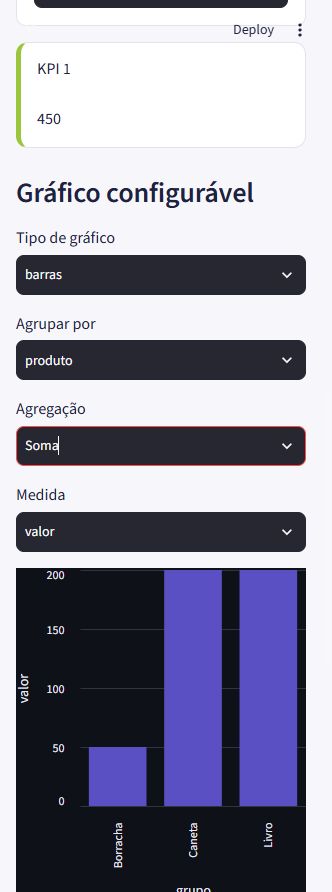 Deploy
KPI 1
450
Gráfico configurável
Tipo de gráfico
barras
Agrupar por
produto
Agregação
Soma
Medida
valor
200
150
100
50
0
valor
Borracha
Caneta
Livro
grupo